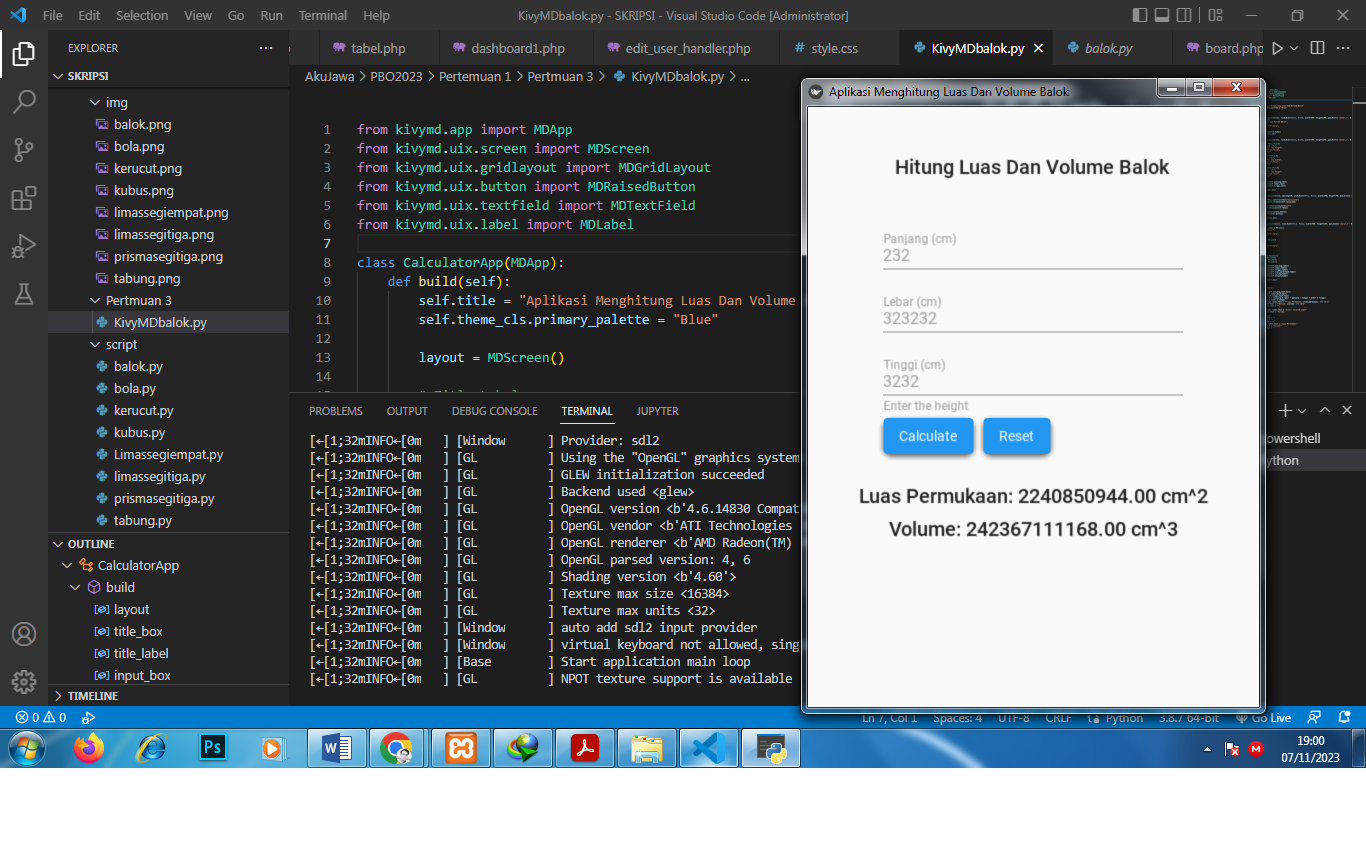 File Edit Selection View Go Run Terminal Help
KivyMDbalok.py - SKRIPSI - Visual Studio Code [Administrator]
EXPLORER
SKRIPSI
img
balok.png
bola.png
kerucut.png
kubus.png
limassegiempat.png
limassegitiga.png
prismasegitiga.png
tabung.png
Pertmuan 3
KivyMDbalok.py
script
balok.py
bola.py
kerucut.py
kubus.py
Limassegiempat.py
limassegitiga.py
prismasegitiga.py
tabung.py
OUTLINE
CalculatorApp
build
layout
title_box
title_label
input_box
TIMELINE
tabel.php dashboard1.php edit_user_handler.php # style.css KivyMDbalok.py balok.py board.php
AkuJawa > PBO2023 > Pertemuan 1 > Pertmuan 3 > KivyMDbalok.py > ...
1 from kivymd.app import MDApp
2 from kivymd.uix.screen import MDScreen
3 from kivymd.uix.gridlayout import MDGridLayout
4 from kivymd.uix.button import MDRaisedButton
5 from kivymd.uix.textfield import MDTextField
6 from kivymd.uix.label import MDLabel
7
8 class CalculatorApp(MDApp):
9 def build(self):
10 self.title = "Aplikasi Menghitung Luas Dan Volume
11 self.theme_cls.primary_palette = "Blue"
12
13 layout = MDScreen()
14
PROBLEMS OUTPUT DEBUG CONSOLE TERMINAL JUPYTER
[←[1;32mINFO←[0m ] [Window ] Provider: sdl2
[←[1;32mINFO←[0m ] [GL ] Using the "OpenGL" graphics system
[←[1;32mINFO←[0m ] [GL ] GLEW initialization succeeded
[←[1;32mINFO←[0m ] [GL ] Backend used <glew>
[←[1;32mINFO←[0m ] [GL ] OpenGL version <b'4.6.14830 Compat
[←[1;32mINFO←[0m ] [GL ] OpenGL vendor <b'ATI Technologies
[←[1;32mINFO←[0m ] [GL ] OpenGL renderer <b'AMD Radeon(TM)
[←[1;32mINFO←[0m ] [GL ] OpenGL parsed version: 4, 6
[←[1;32mINFO←[0m ] [GL ] Shading version <b'4.60'>
[←[1;32mINFO←[0m ] [GL ] Texture max size <16384>
[←[1;32mINFO←[0m ] [GL ] Texture max units <32>
[←[1;32mINFO←[0m ] [Window ] auto add sdl2 input provider
[←[1;32mINFO←[0m ] [Window ] virtual keyboard not allowed, sing
[←[1;32mINFO←[0m ] [Base ] Start application main loop
[←[1;32mINFO←[0m ] [GL ] NPOT texture support is available
owershell
ython
Aplikasi Menghitung Luas Dan Volume Balok
Hitung Luas Dan Volume Balok
Panjang (cm)
232
Lebar (cm)
323232
Tinggi (cm)
3232
Enter the height
Calculate Reset
Luas Permukaan: 2240850944.00 cm^2
Volume: 242367111168.00 cm^3
0 0
Ln 7, Col 1 Spaces: 4 UTF-8 CRLF Python 3.8.7 64-bit Go Live
Ps
19:00
07/11/2023